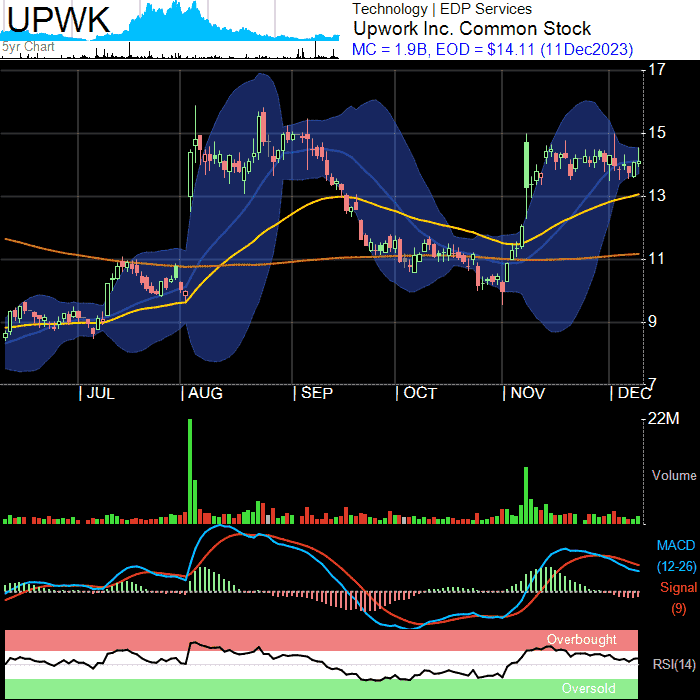 UPWK
5yr Chart
Technology | EDP Services
Upwork Inc. Common Stock
MC = 1.9B, EOD = $14.11 (11Dec2023)
17
15
13
11
9
7
| JUL | AUG | SEP | OCT | NOV | DEC
22M
Volume
MACD
(12-26)
Signal
(9)
Overbought
RSI(14)
Oversold